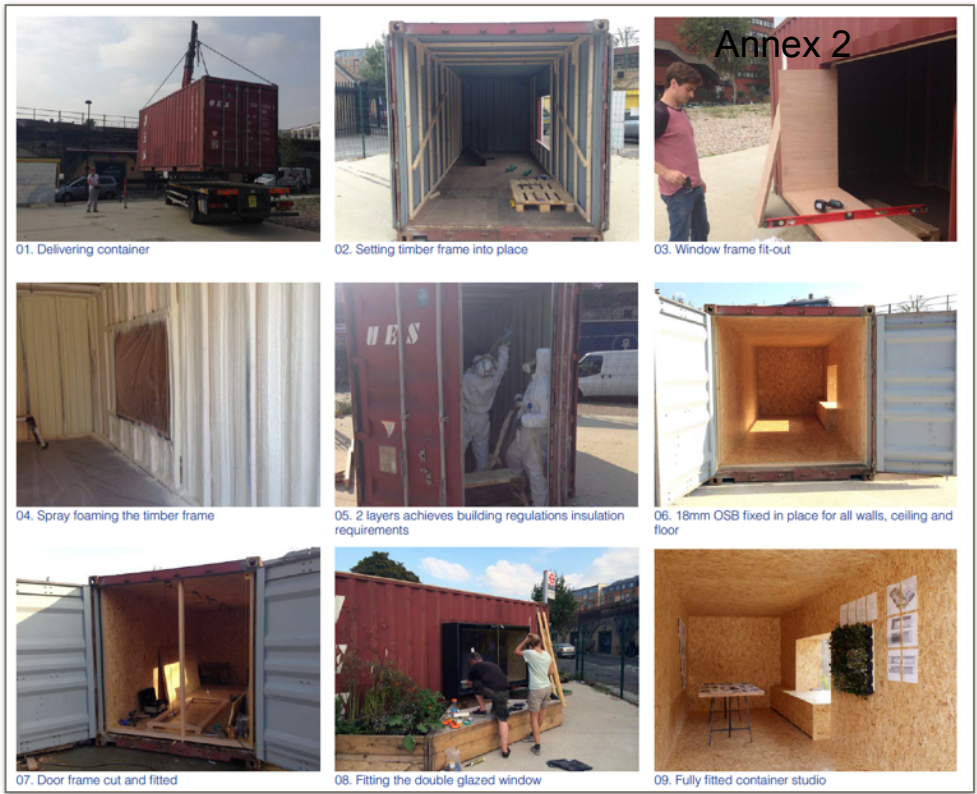 Annex 2
UES
01. Delivering container
02. Setting timber frame into place
03. Window frame fit-out
UES
04. Spray foaming the timber frame
05. 2 layers achieves building regulations insulation
requirements
06. 18mm OSB fixed in place for all walls, ceiling and
floor
07. Door frame cut and fitted
08. Fitting the double glazed window
09. Fully fitted container studio